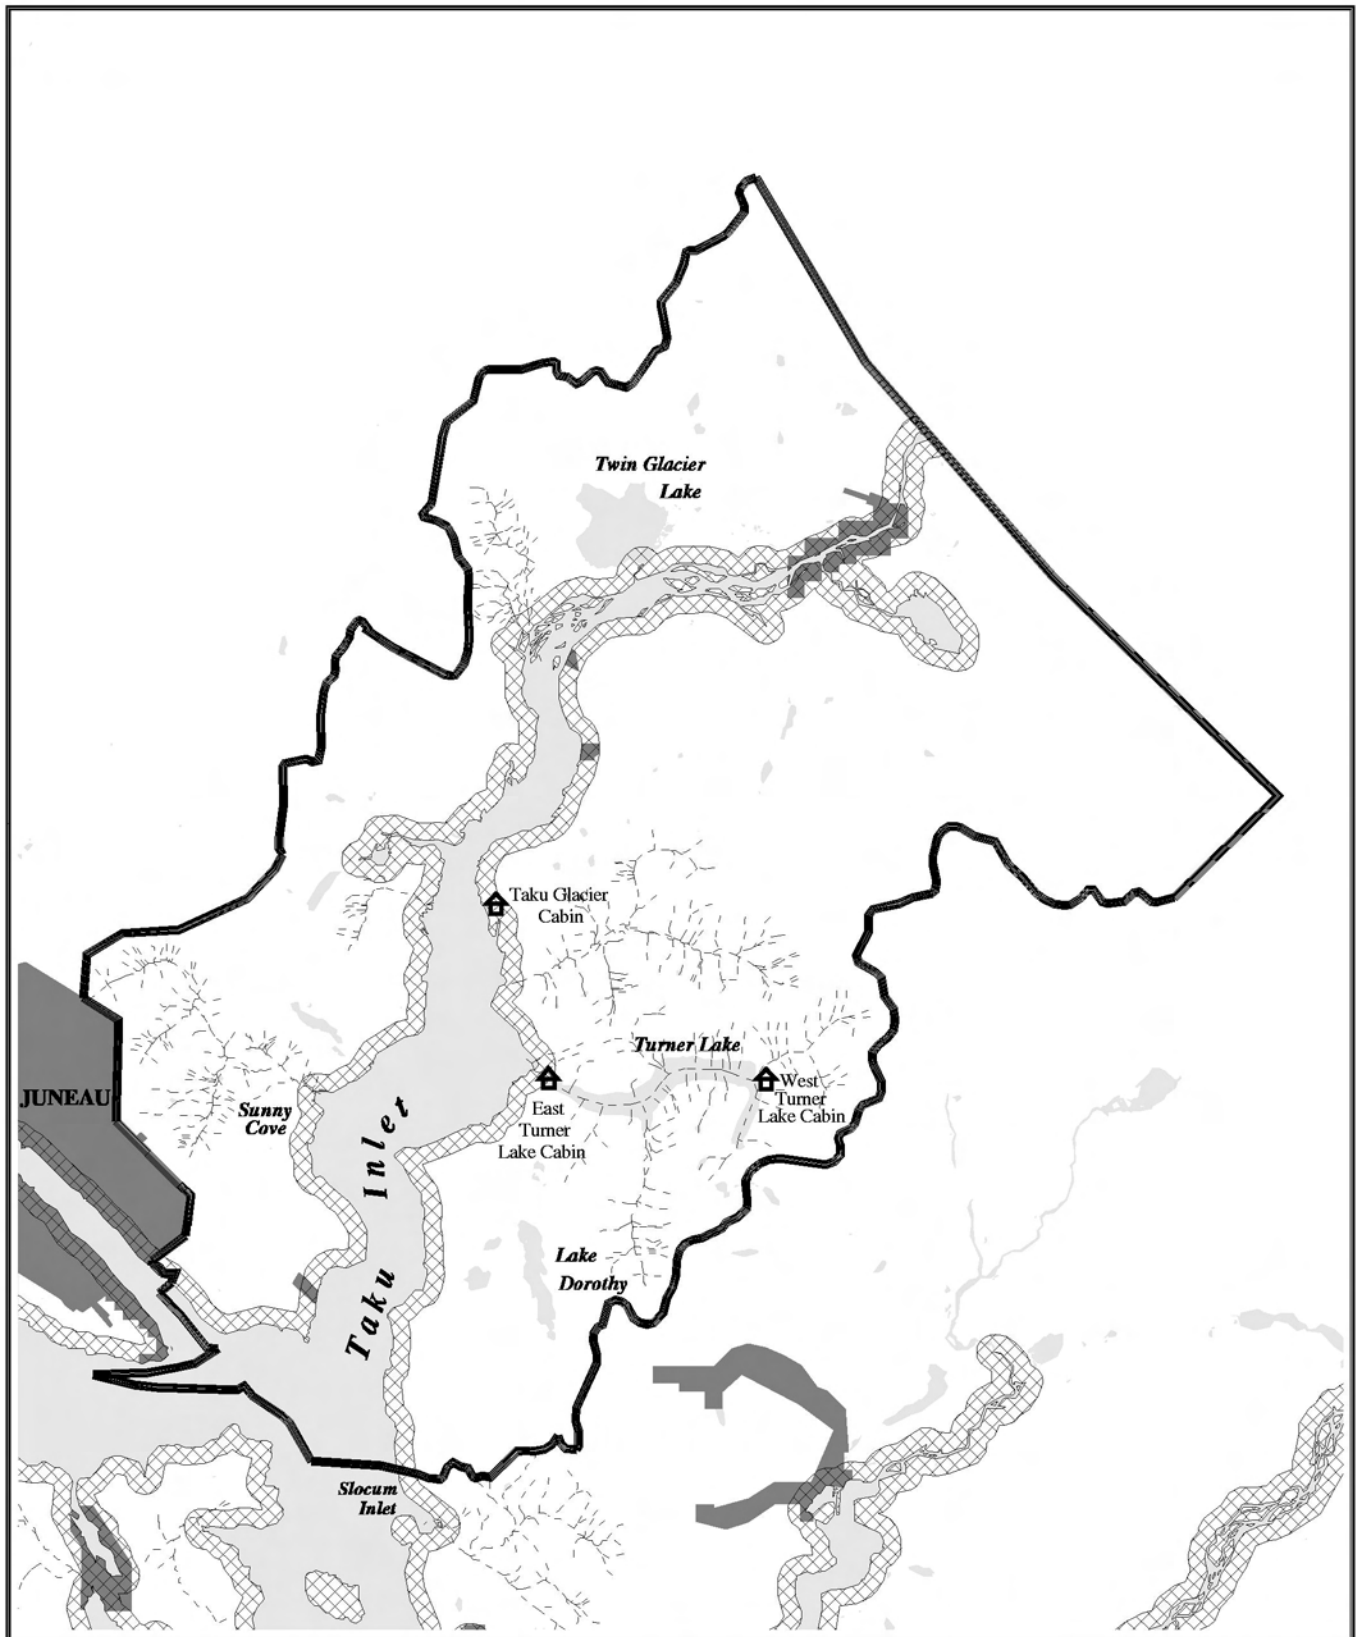 Twin Glacier
Lake
Taku Glacier
Cabin
Turner Lake
JUNEAU
Sunny
Cove
East
Turner
Lake Cabin
West
Turner
Lake Cabin
Taku Inlet
Lake
Dorothy
Slocum
Inlet